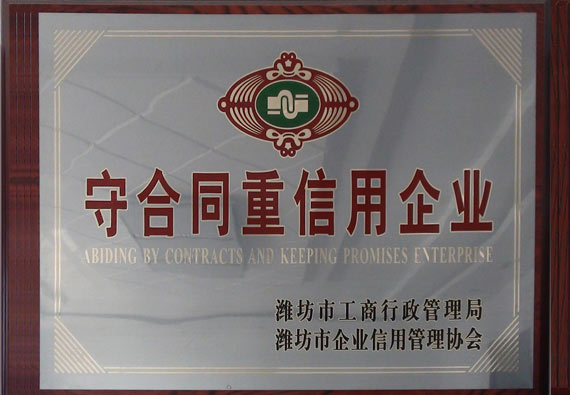 守合同重信用企业
ABIDING BY CONTRACTS AND KEEPING PROMISES ENTERPRISE
潍坊市工商行政管理局
潍坊市企业信用管理协会